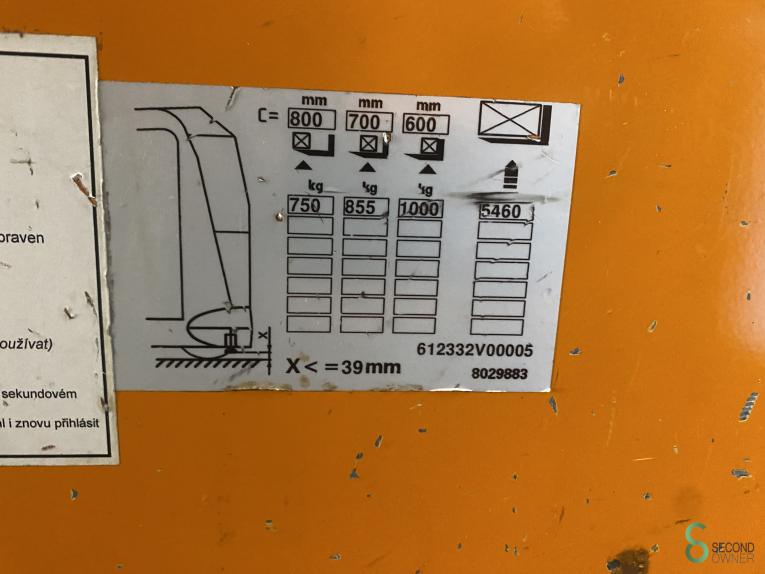 mm mm mm
C= 800 700 600
kg kg kg
750 855 1000 5460
612332V00005
X < = 39mm
8029883
X
praven
oužívat)
sekundovém
ní i znovu přihlásit
SECOND
OWNER